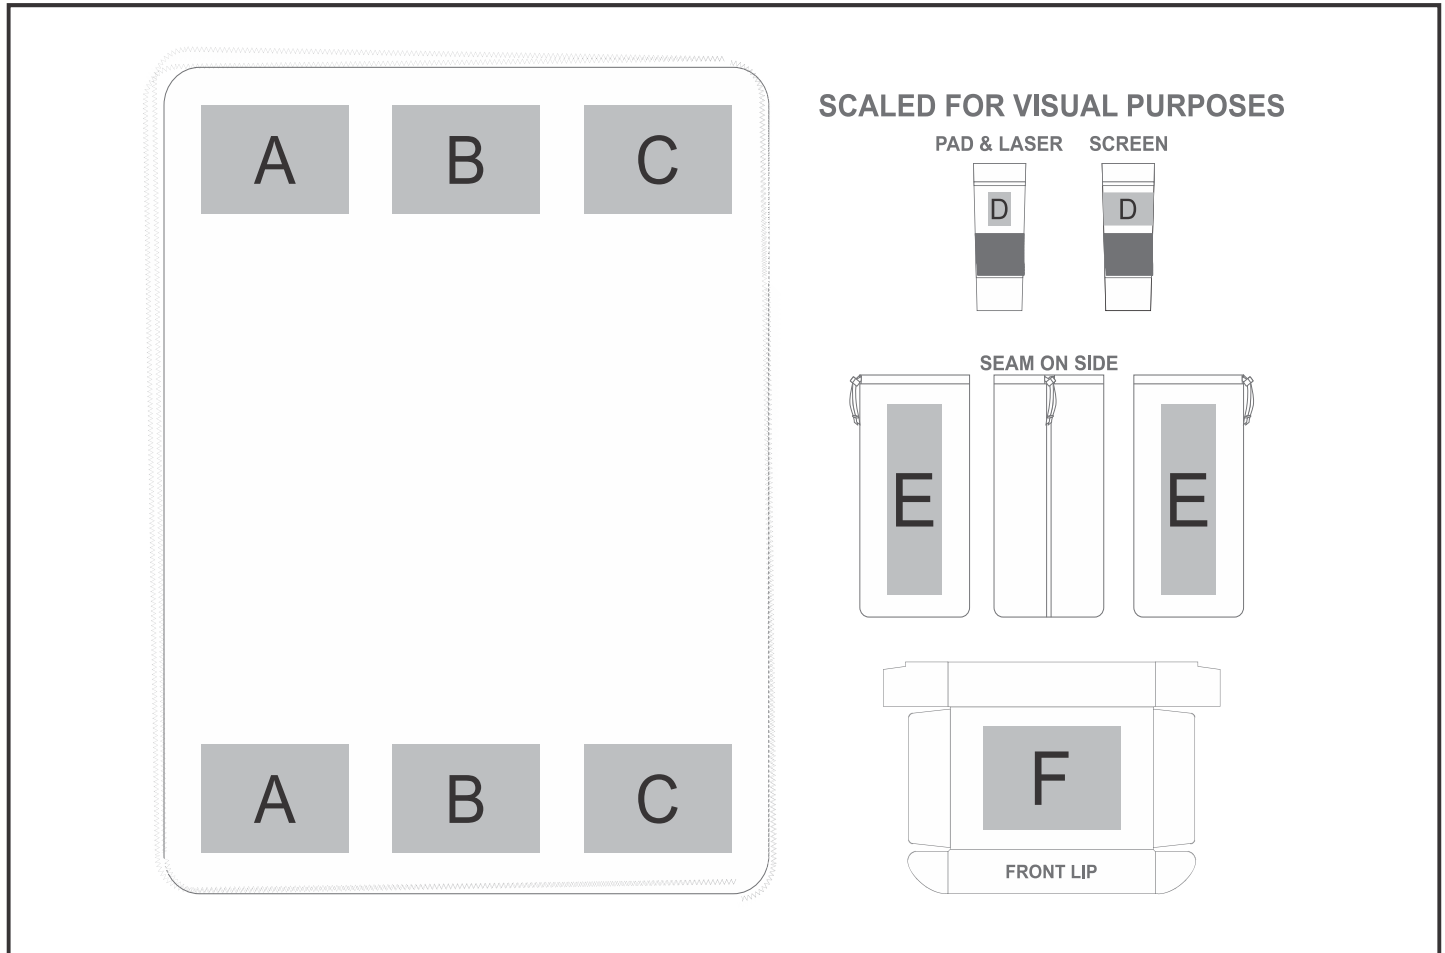 A B C
SCALED FOR VISUAL PURPOSES
PAD & LASER SCREEN
D D
SEAM ON SIDE
E E
F
A B C
FRONT LIP